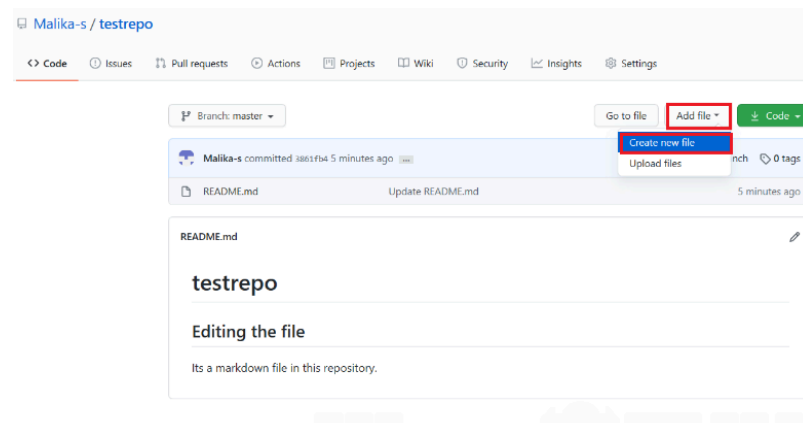 Malika-s / testrepo
Code Issues Pull requests Actions Projects Wiki Security Insights Settings
Branch: master Go to file Add file Code
Create new file
Malika-s committed 3861fb4 5 minutes ago ... nch 0 tags
Upload files
README.md Update README.md 5 minutes ago
README.md
testrepo
Editing the file
Its a markdown file in this repository.